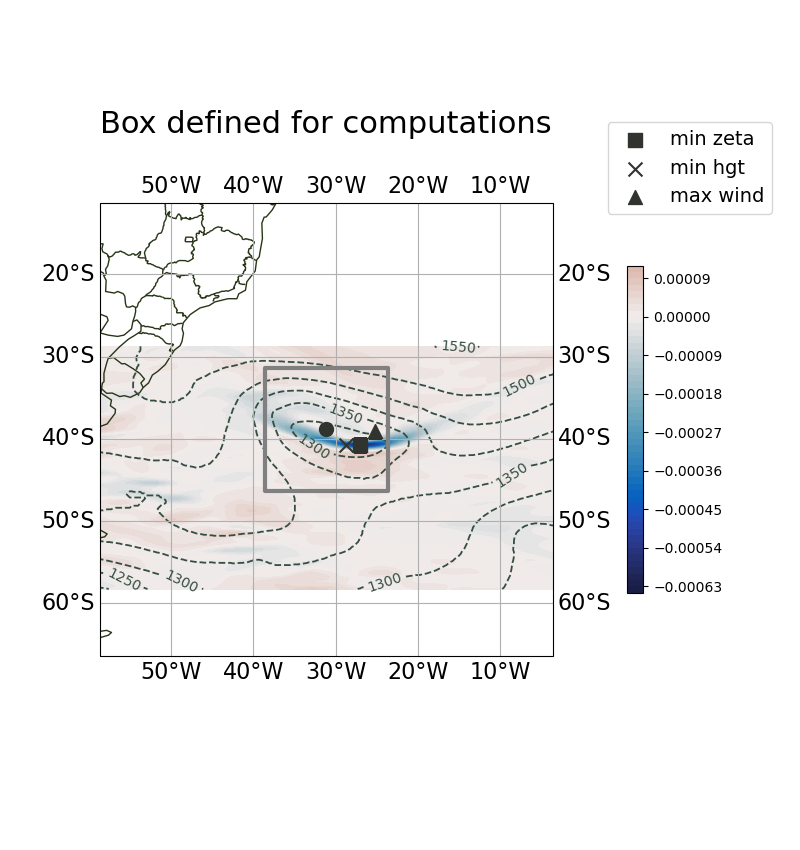 Box defined for computations
min zeta
min hgt
max wind
50°W 40°W 30°W 20°W 10°W
20°S 20°S
30°S 30°S
40°S 40°S
50°S 50°S
60°S 60°S
50°W 40°W 30°W 20°W 10°W
1550
1500
1350
1300
1350
1250
1300
1300
0.00009
0.00000
−0.00009
−0.00018
−0.00027
−0.00036
−0.00045
−0.00054
−0.00063